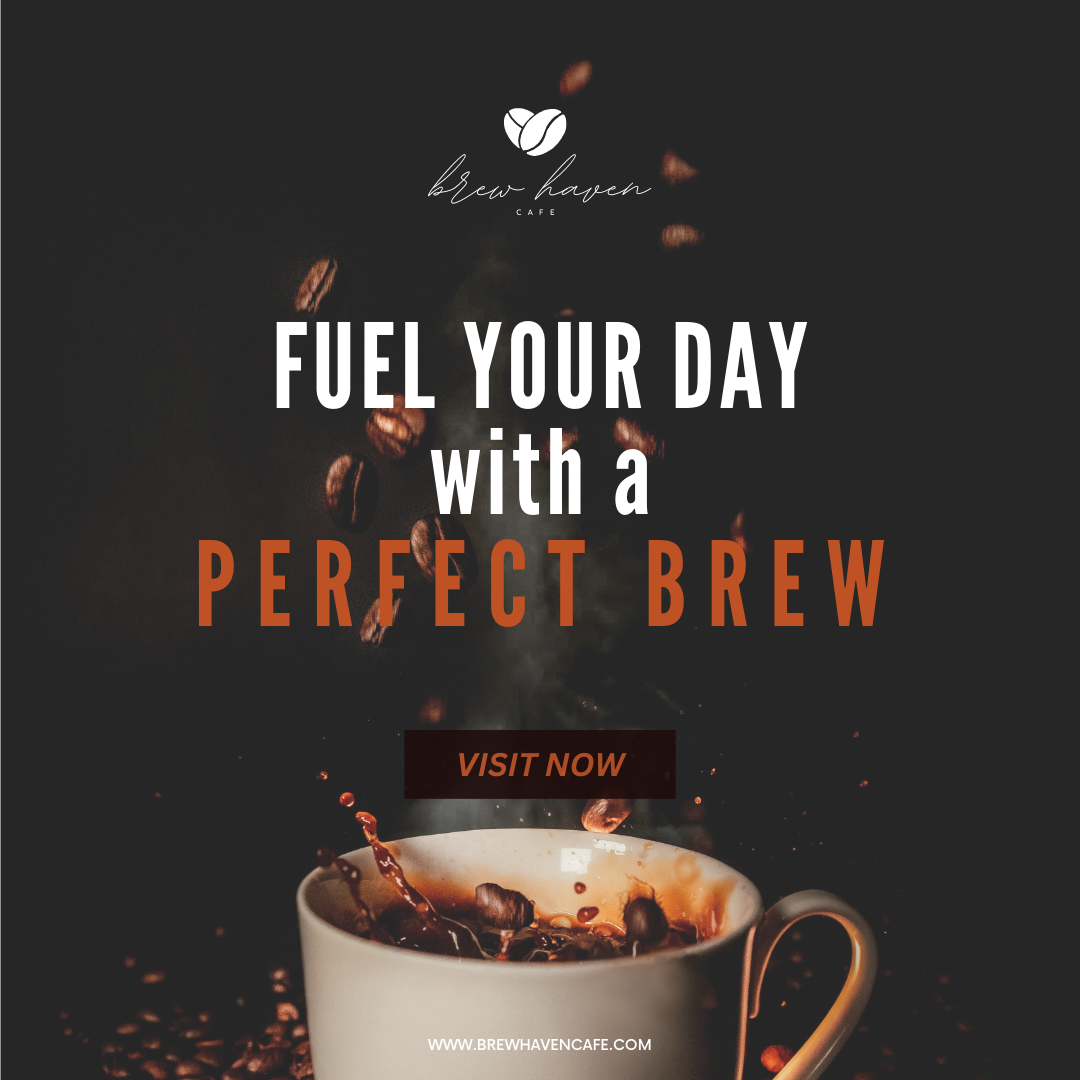 brew haven
CAFE
FUEL YOUR DAY
with a
PERFECT BREW
VISIT NOW
WWW.BREWHAVENCAFE.COM